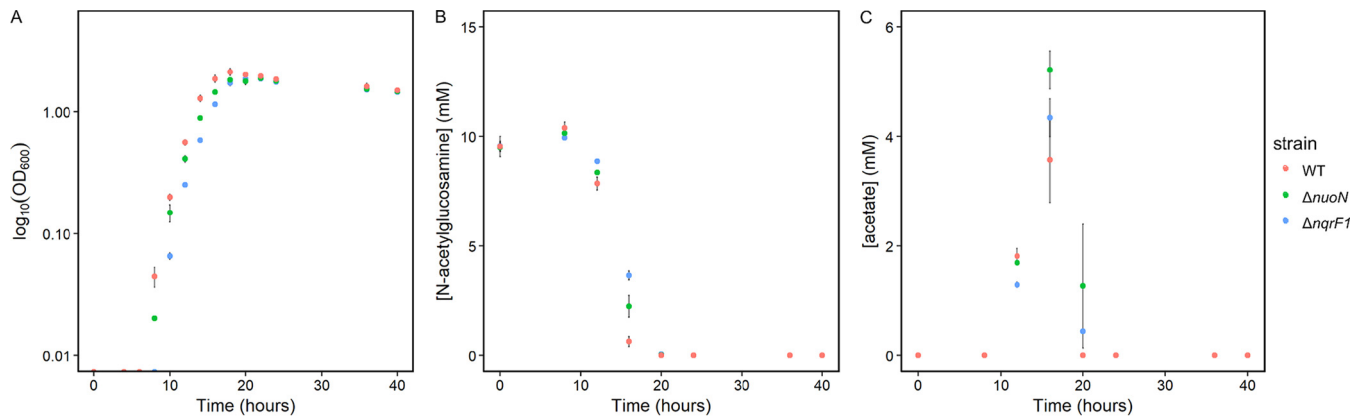 A
log10(OD600)
1.00
0.10
0.01
0
10
20
30
40
Time (hours)
B
[N-acetylglucosamine] (mM)
15
10
5
0
0
10
20
30
40
Time (hours)
C
[acetate] (mM)
6
4
2
0
0
10
20
30
40
Time (hours)
strain
WT
ΔnuoN
ΔnqrF1